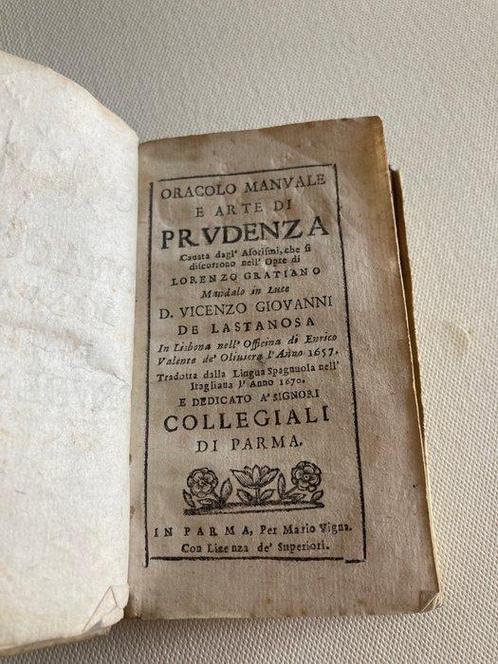 ORACOLO MANVALE
E ARTE DI
PRVDENZA
Cauata dagl' Aforismi, che si
discorrono nell' Opre di
LORENZO GRATIANO
Mandalo in Luce
D. VICENZO GIOVANNI
DE LASTANOSA
In Lisbona nell' Officina di Enrico
Valente de' Oliuera l'Anno 1657.
Tradotta dalla Lingua Spagnuola nell'
Itagliana l' Anno 1670.
E DEDICATO A' SIGNORI
COLLEGIALI
DI PARMA.
IN PARMA, Per Mario Vigna.
Con Lizenza de' Superiori.